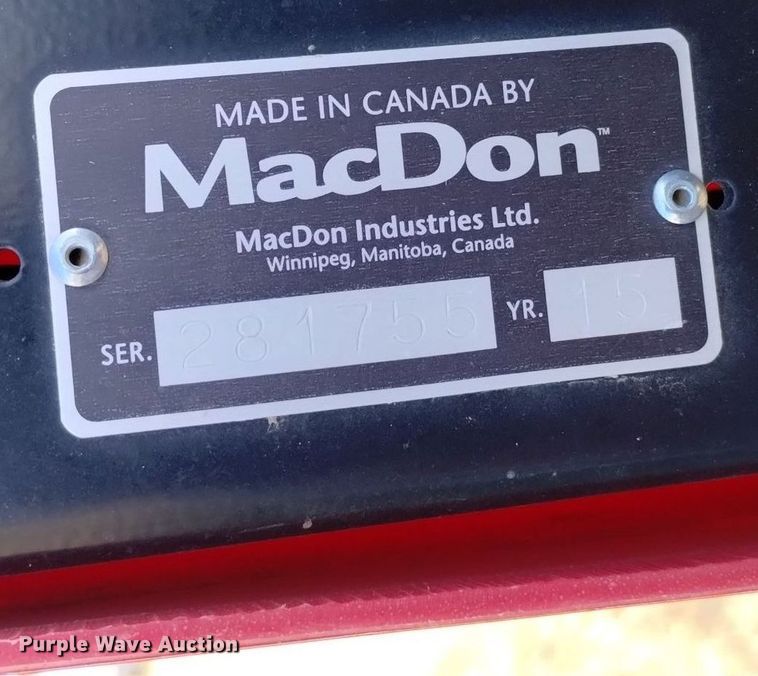 MADE IN CANADA BY
MacDon™
MacDon Industries Ltd.
Winnipeg, Manitoba, Canada
SER. 281755 YR. 15
Purple Wave Auction